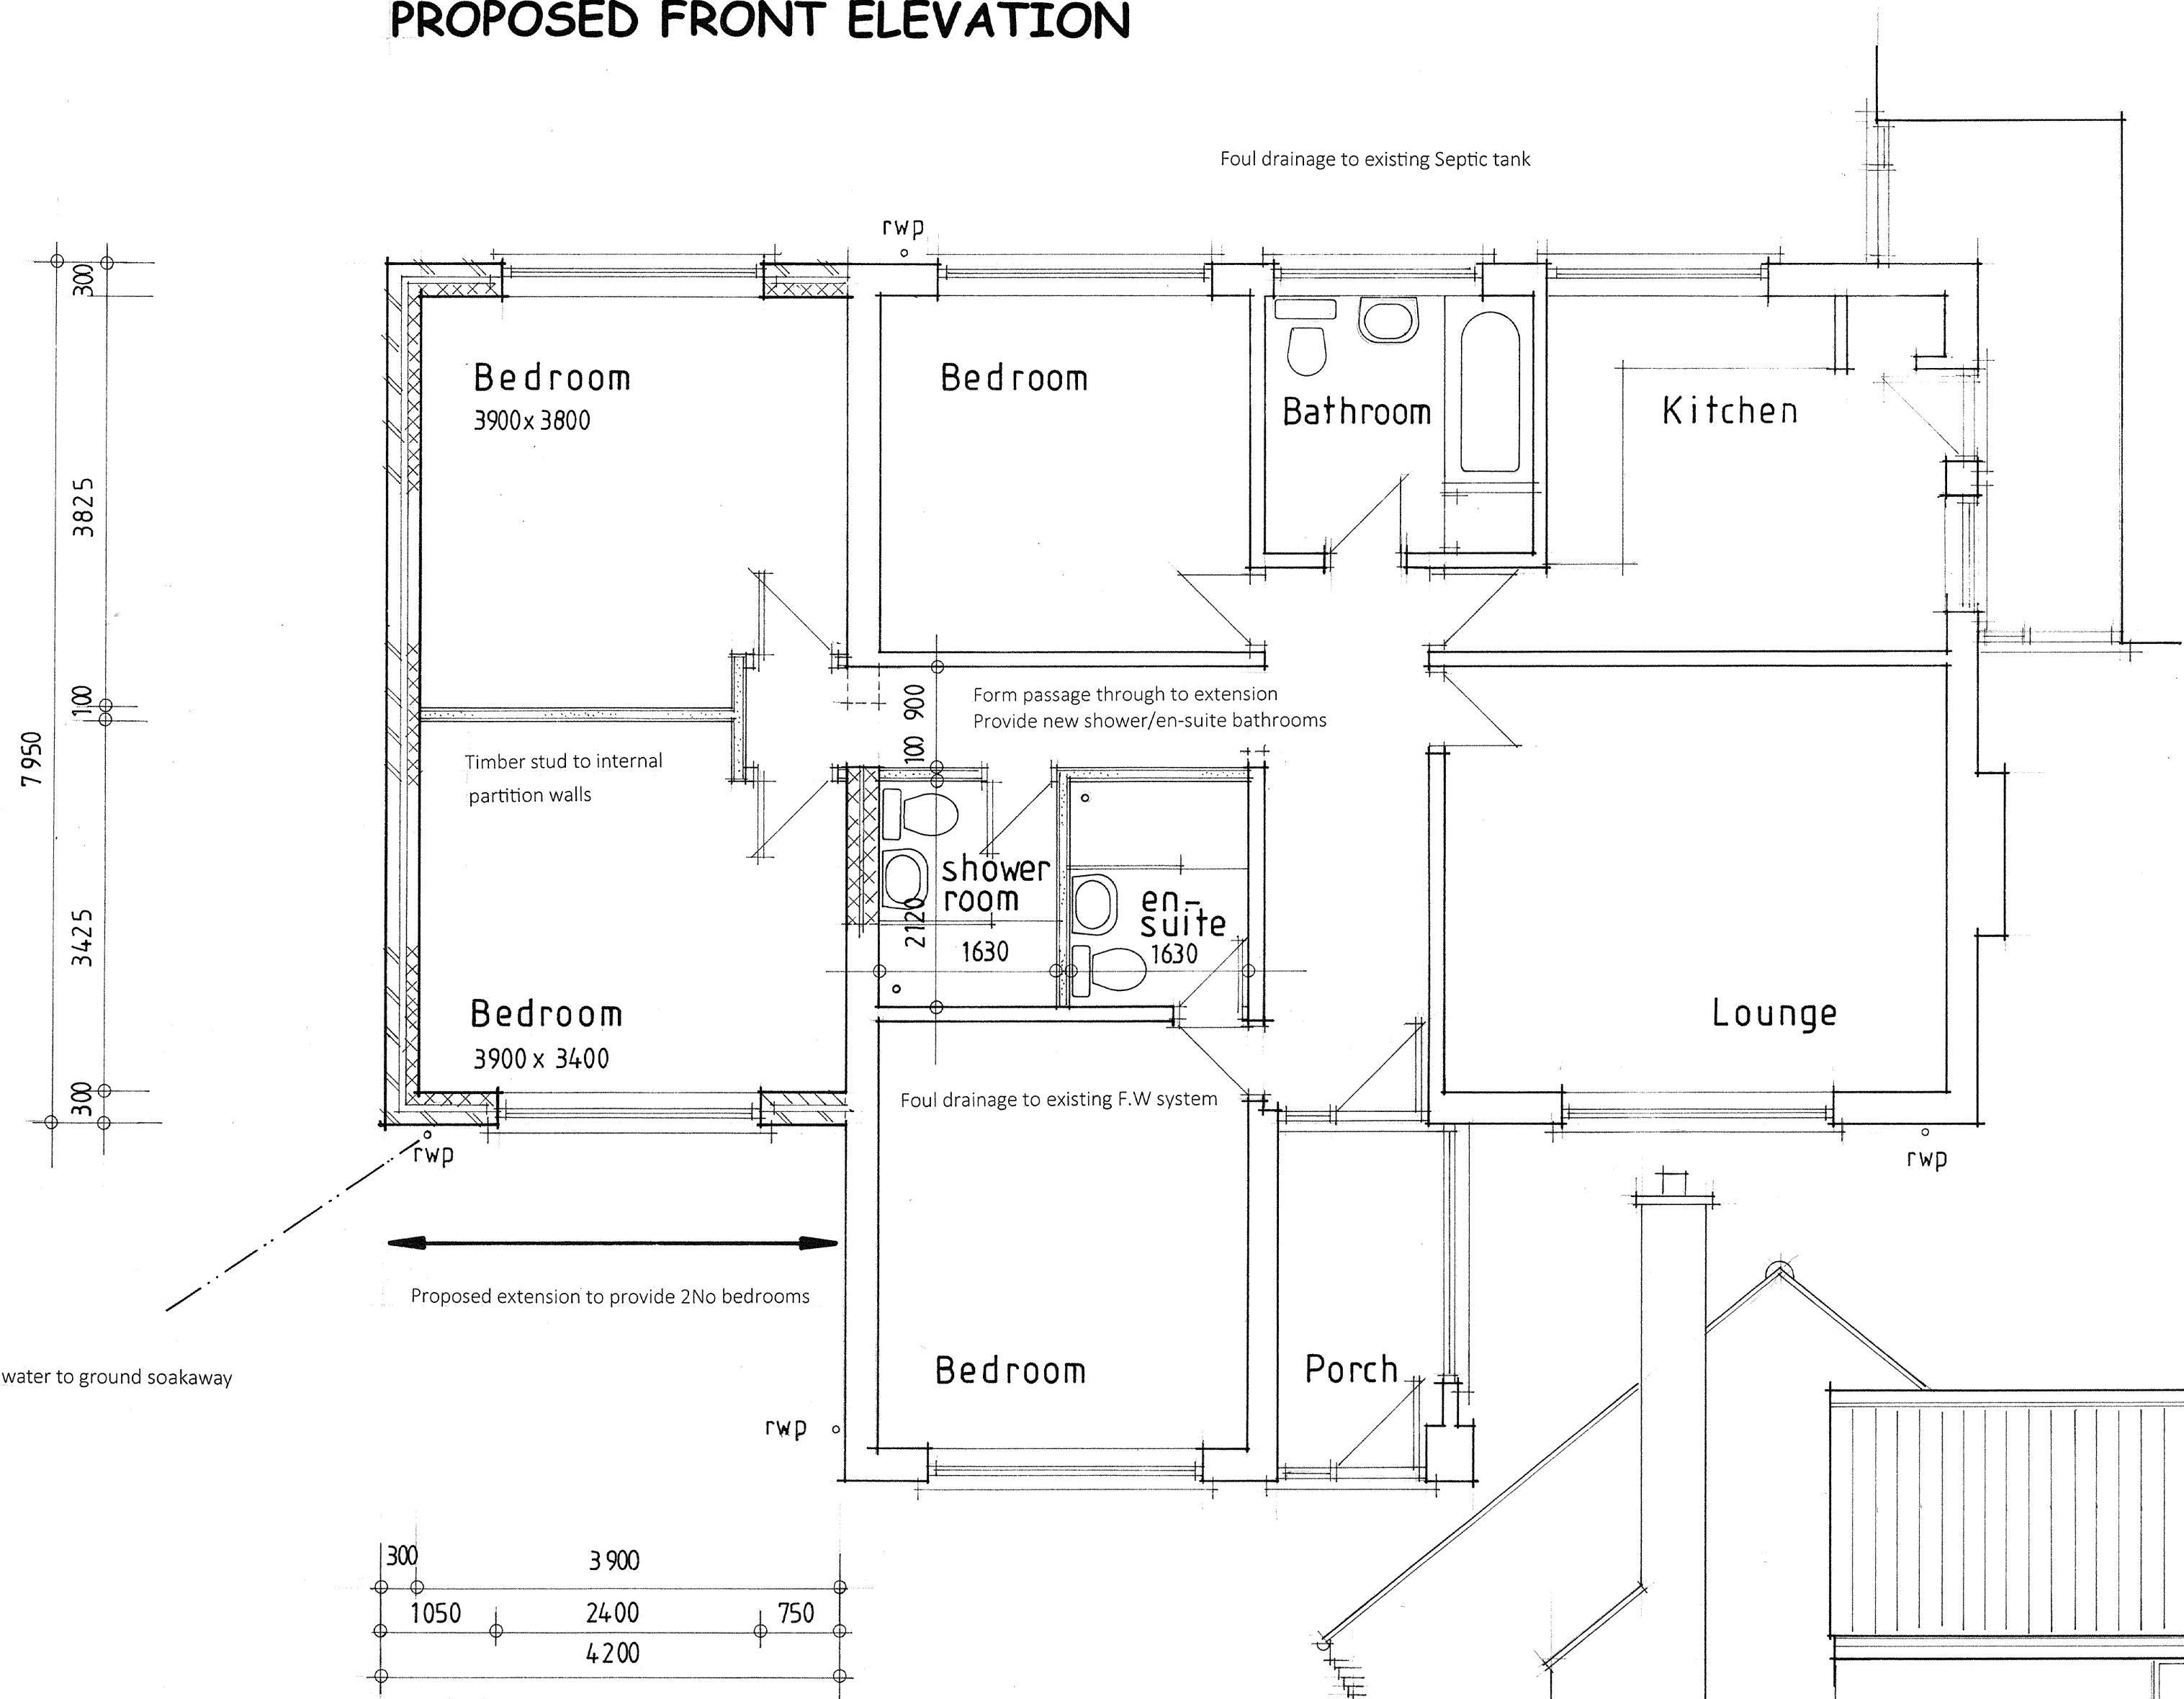 PROPOSED FRONT ELEVATION
Foul drainage to existing Septic tank
rwp
300
3825
100
3425
300
7950
Bedroom
3900x3800
Bedroom
Bathroom
Kitchen
900
100
Form passage through to extension
Provide new shower/en-suite bathrooms
Timber stud to internal
partition walls
shower
room
2120
1630
en-
suite
1630
Bedroom
3900 x 3400
Lounge
Foul drainage to existing F.W system
rwp
rwp
Proposed extension to provide 2No bedrooms
water to ground soakaway
Bedroom
Porch
rwp
300
3900
1050
2400
750
4200